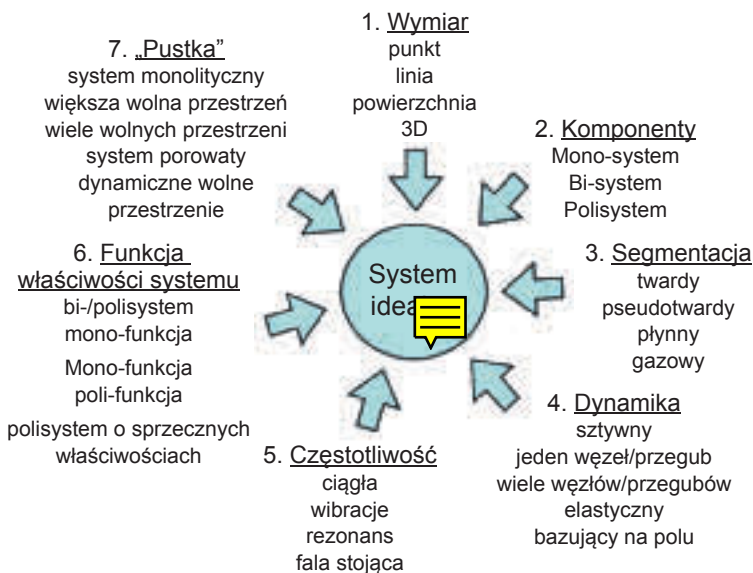 1. Wymiar
punkt
linia
powierzchnia
3D
2. Komponenty
Mono-system
Bi-system
Polisystem
3. Segmentacja
twardy
pseudotwardy
płynny
gazowy
4. Dynamika
sztywny
jeden węzeł/przegub
wiele węzłów/przegubów
elastyczny
bazujący na polu
5. Częstotliwość
ciągła
wibracje
rezonans
fala stojąca
6. Funkcja
właściwości systemu
bi-/polisystem
mono-funkcja
Mono-funkcja
poli-funkcja
polisystem o sprzecznych
właściwościach
7. „Pustka”
system monolityczny
większa wolna przestrzeń
wiele wolnych przestrzeni
system porowaty
dynamiczne wolne
przestrzenie
System